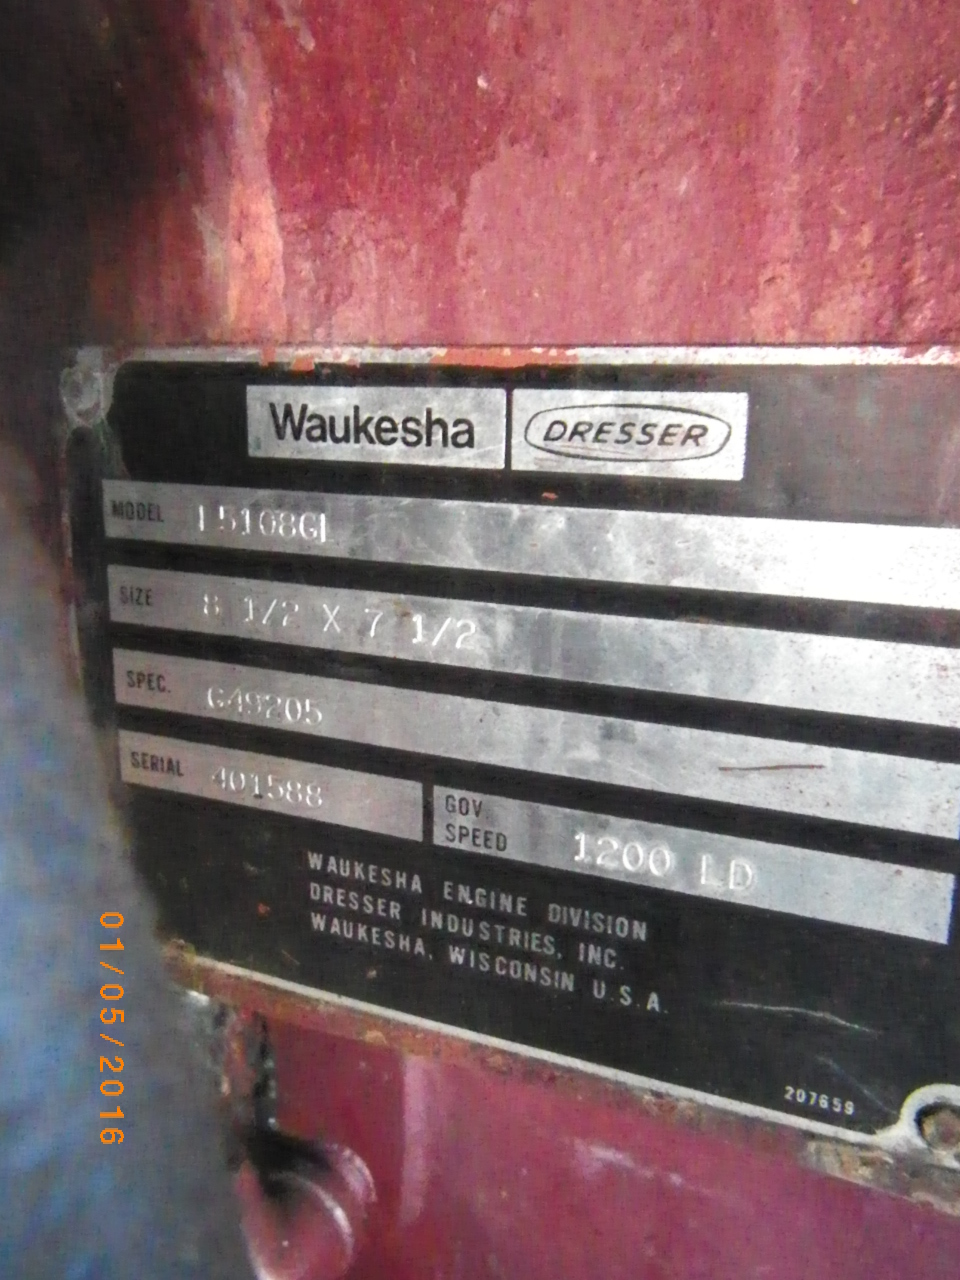 Waukesha DRESSER
MODEL L5108GL
SIZE 8 1/2 X 7 1/2
SPEC. G49205
SERIAL 401588
GOV. SPEED 1200 LD
WAUKESHA ENGINE DIVISION
DRESSER INDUSTRIES, INC.
WAUKESHA, WISCONSIN U.S.A.
207659
01/05/2016